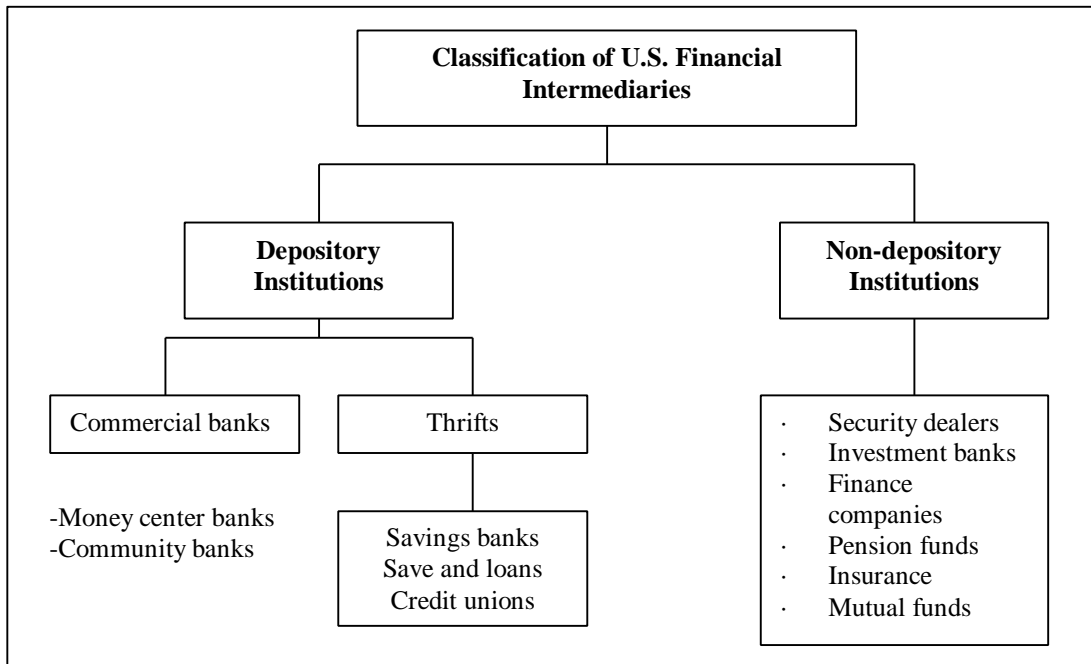 Classification of U.S. Financial
Intermediaries
Depository
Institutions
Non-depository
Institutions
Commercial banks
Thrifts
-Money center banks
-Community banks
Savings banks
Save and loans
Credit unions
· Security dealers
· Investment banks
· Finance
companies
· Pension funds
· Insurance
· Mutual funds